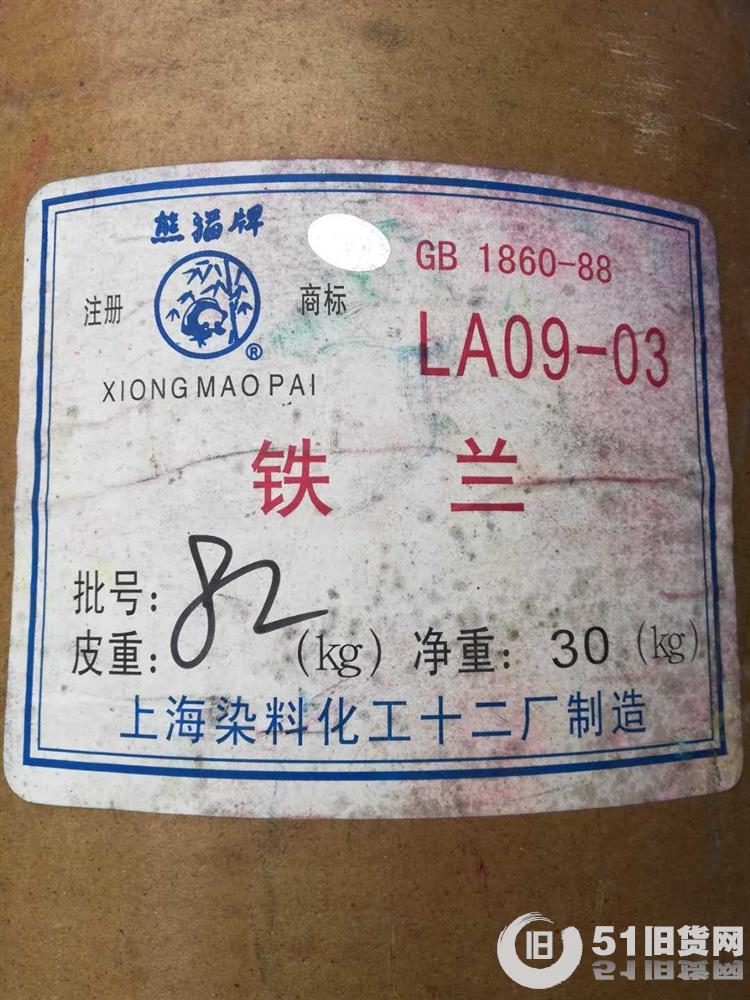 熊猫牌
注册 商标
®
XIONG MAO PAI
GB 1860-88
LA09-03
铁 兰
批号: 82
皮重: (kg) 净重: 30 (kg)
上海染料化工十二厂制造
旧 51旧货网